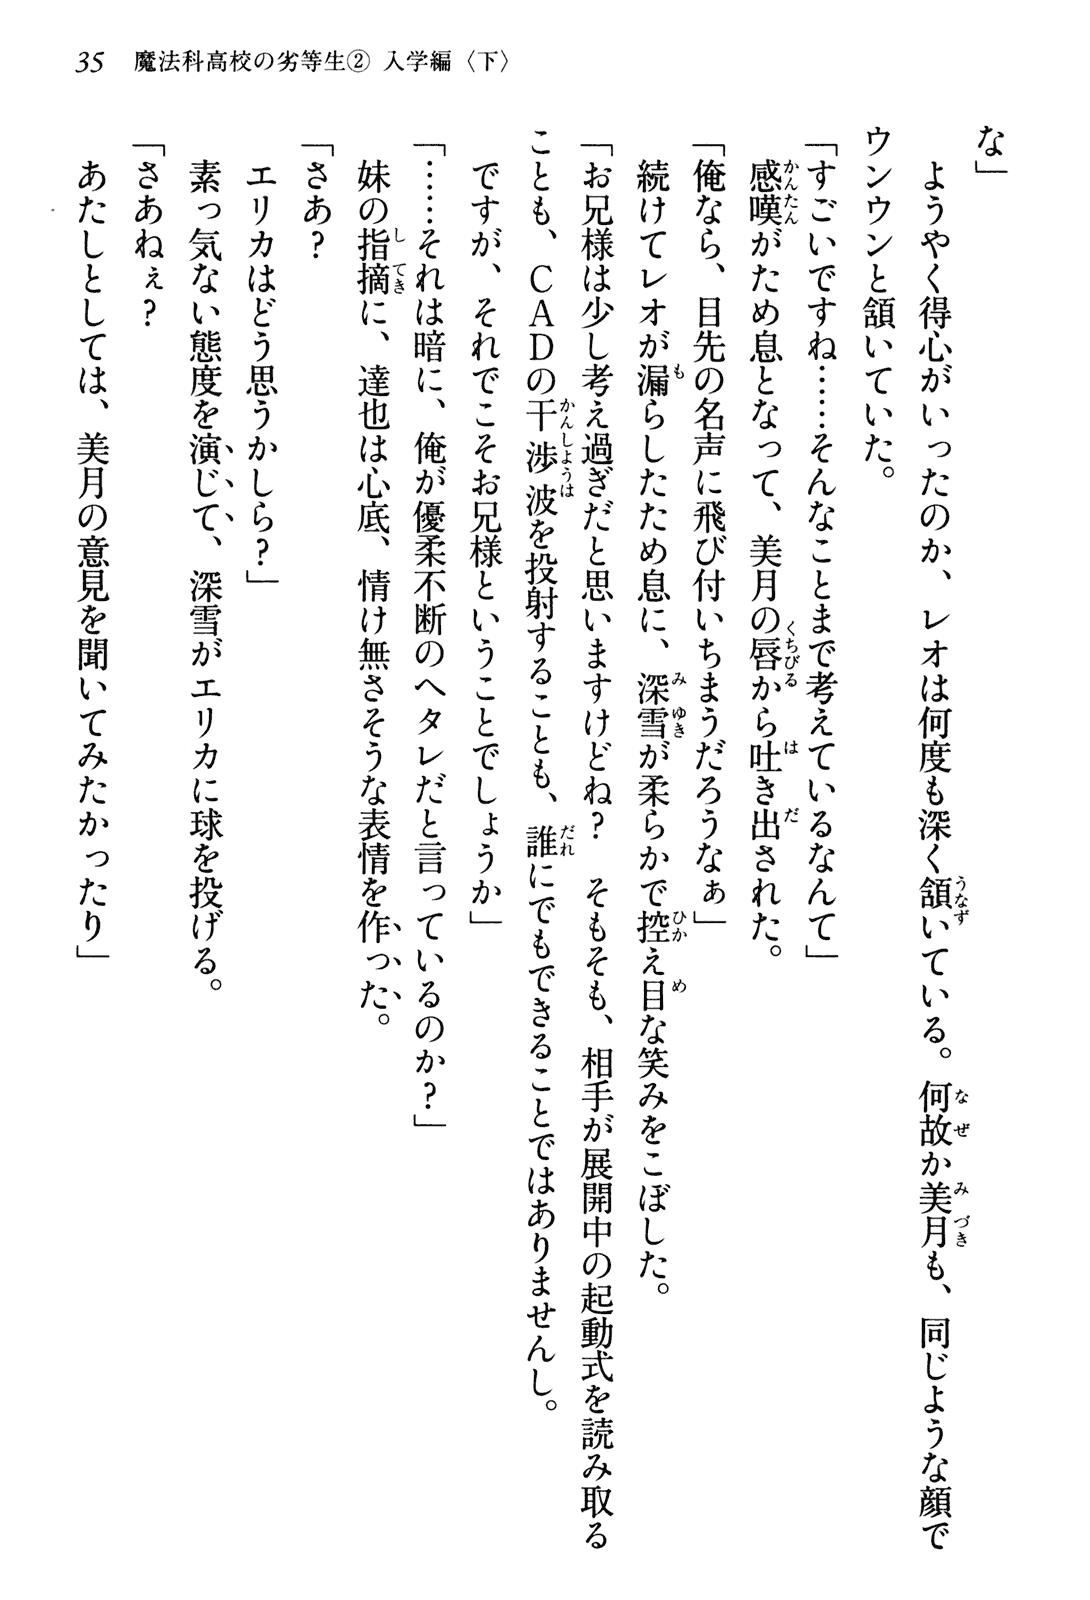 35　魔法科高校の劣等生② 入学編〈下〉
な」
　ようやく得心がいったのか、レオは何度も深く頷いている。何故か美月も、同じような顔で
ウンウンと頷いていた。
「すごいですね……そんなことまで考えているなんて」
　感嘆がため息となって、美月の唇から吐き出された。
「俺なら、目先の名声に飛び付いちまうだろうなぁ」
　続けてレオが漏らしたため息に、深雪が柔らかで控え目な笑みをこぼした。
「お兄様は少し考え過ぎだと思いますけどね？　そもそも、相手が展開中の起動式を読み取る
ことも、ＣＡＤの干渉波を投射することも、誰にでもできることではありませんし。
　ですが、それでこそお兄様ということでしょうか」
「……それは暗に、俺が優柔不断のヘタレだと言っているのか？」
　妹の指摘に、達也は心底、情け無さそうな表情を作った。
「さあ？
　エリカはどう思うかしら？」
　素っ気ない態度を演じて、深雪がエリカに球を投げる。
「さあねぇ？
　あたしとしては、美月の意見を聞いてみたかったり」